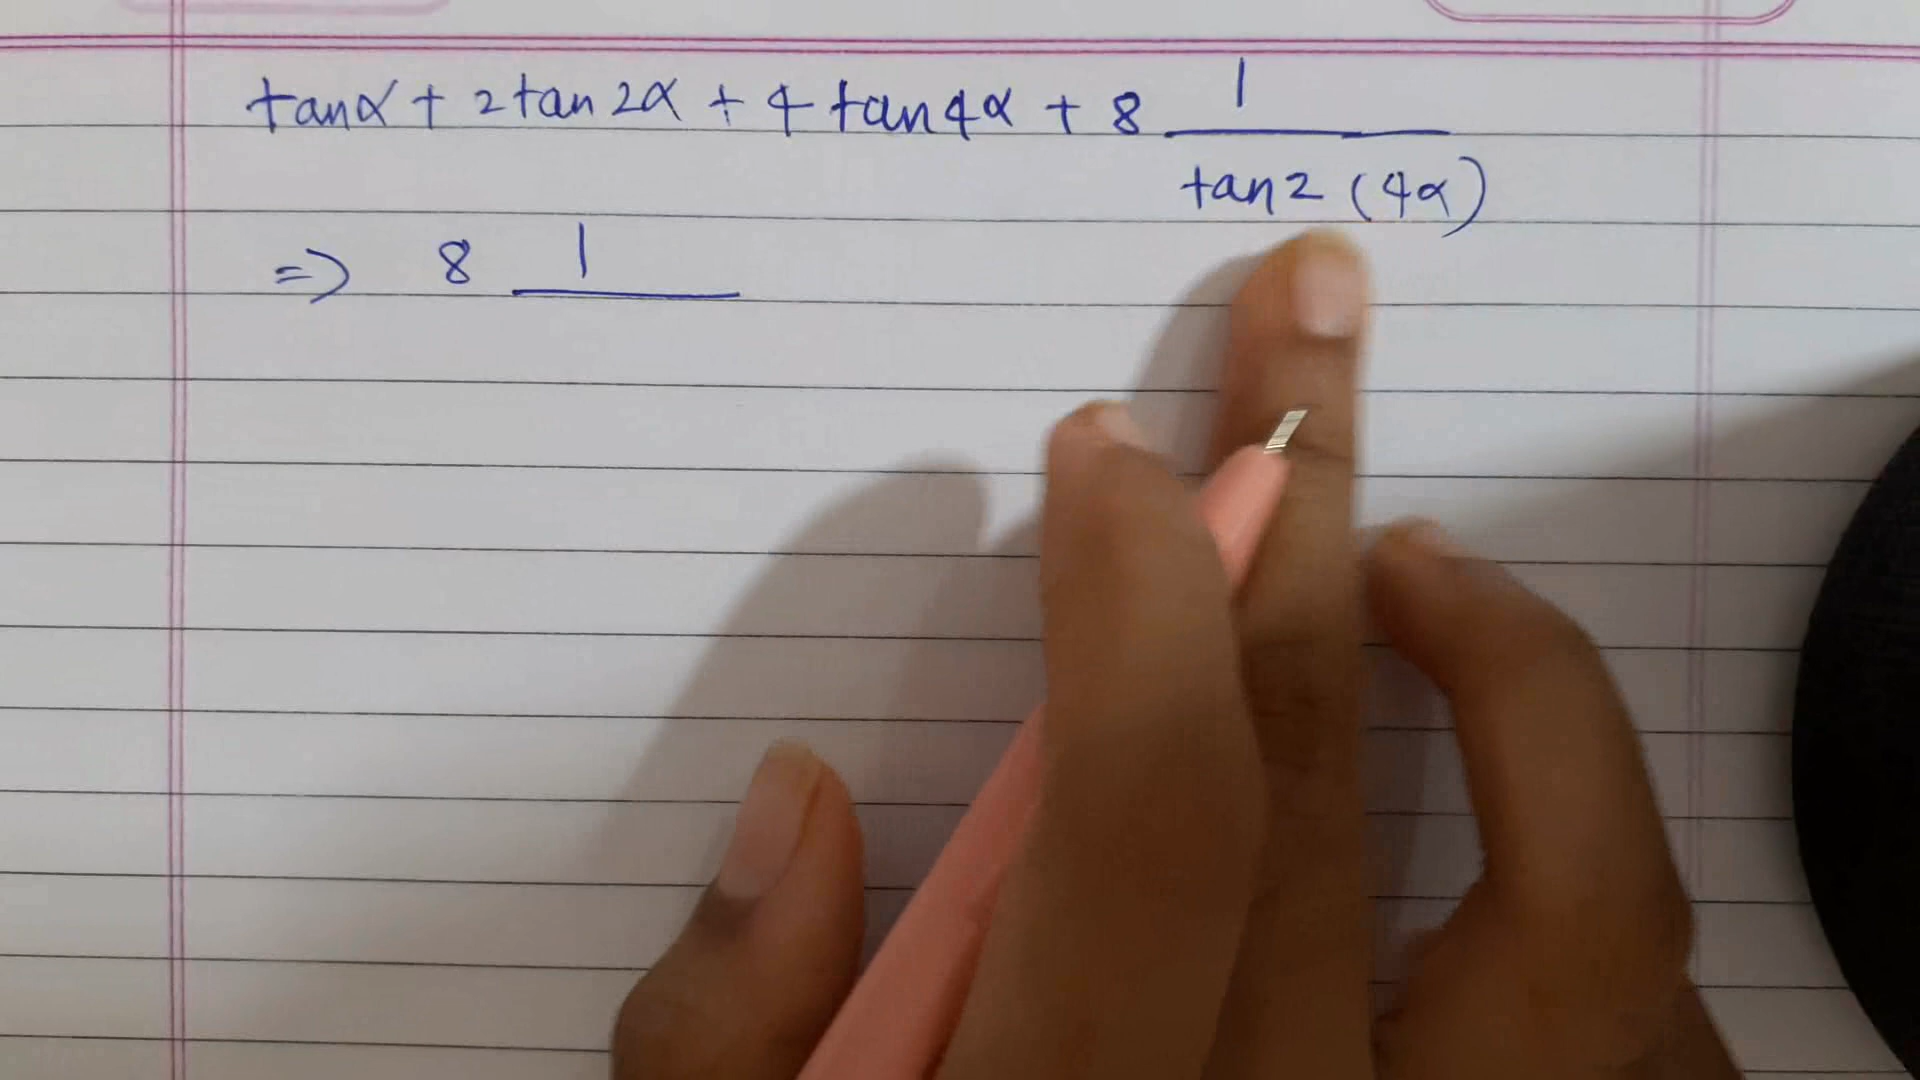 tanα + 2tan2α + 4tan4α + 8 1/tan2(4α)
=> 8 1/